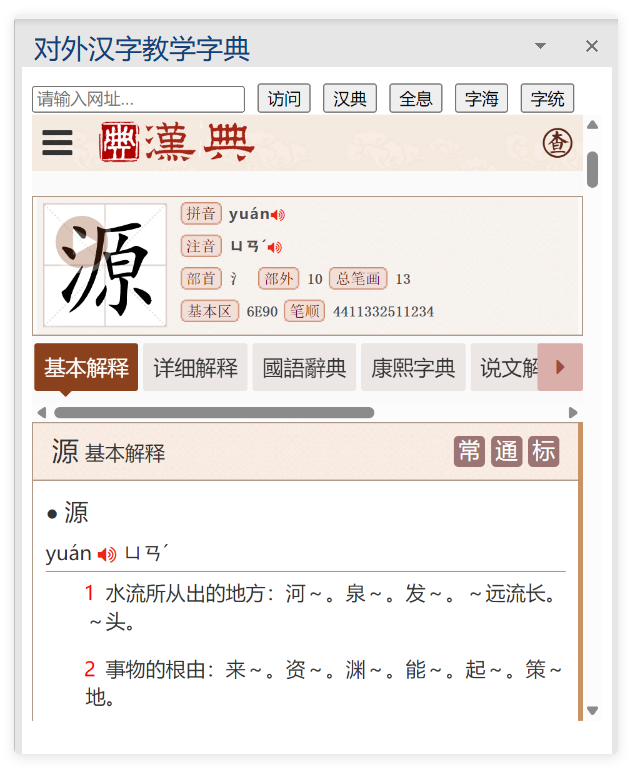 对外汉字教学字典
请输入网址... 访问 汉典 全息 字海 字统
典 漢典 查
源
拼音 yuán
注音 ㄩㄢˊ
部首 氵 部外 10 总笔画 13
基本区 6E90 笔顺 4411332511234
基本解释 详细解释 國語辭典 康熙字典 说文解
源 基本解释 常 通 标
● 源
yuán ㄩㄢˊ
1 水流所从出的地方：河～。泉～。发～。～远流长。
～头。
2 事物的根由：来～。资～。渊～。能～。起～。策～
地。